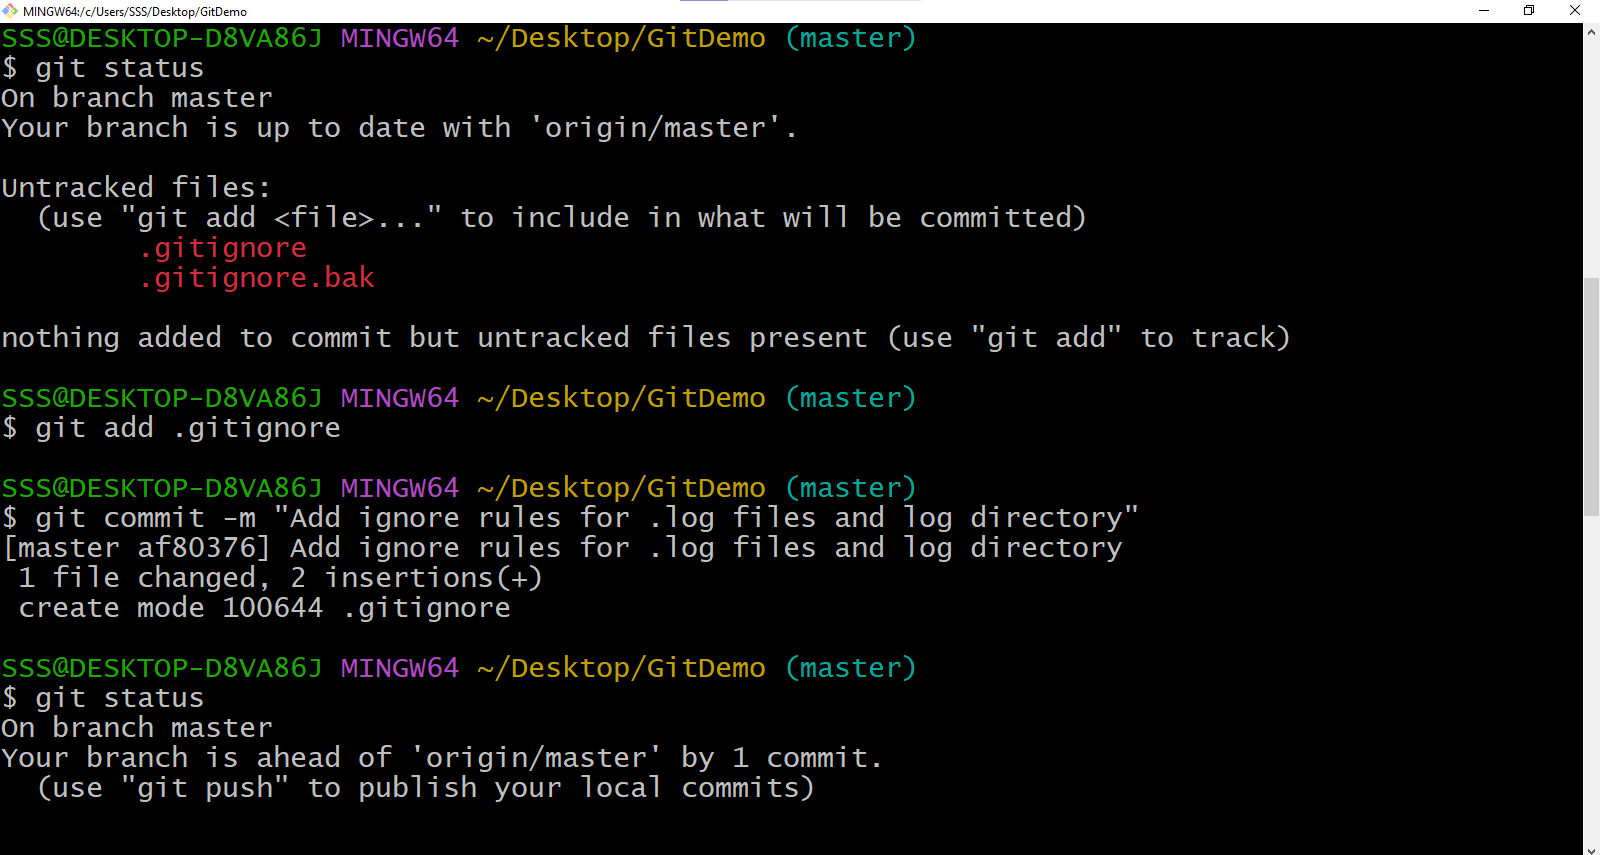 MINGW64:/c/Users/SSS/Desktop/GitDemo
SSS@DESKTOP-D8VA86J MINGW64 ~/Desktop/GitDemo (master)
$ git status
On branch master
Your branch is up to date with 'origin/master'.
Untracked files:
  (use "git add <file>..." to include in what will be committed)
        .gitignore
        .gitignore.bak
nothing added to commit but untracked files present (use "git add" to track)
SSS@DESKTOP-D8VA86J MINGW64 ~/Desktop/GitDemo (master)
$ git add .gitignore
SSS@DESKTOP-D8VA86J MINGW64 ~/Desktop/GitDemo (master)
$ git commit -m "Add ignore rules for .log files and log directory"
[master af80376] Add ignore rules for .log files and log directory
 1 file changed, 2 insertions(+)
 create mode 100644 .gitignore
SSS@DESKTOP-D8VA86J MINGW64 ~/Desktop/GitDemo (master)
$ git status
On branch master
Your branch is ahead of 'origin/master' by 1 commit.
  (use "git push" to publish your local commits)